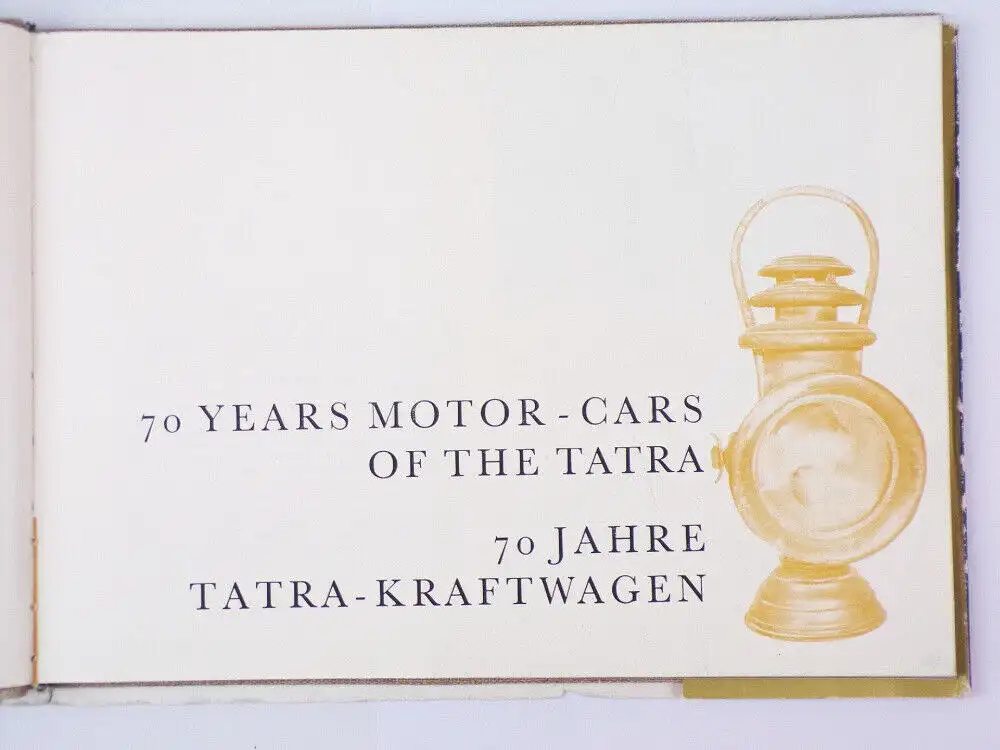 70 YEARS MOTOR-CARS
OF THE TATRA
70 JAHRE
TATRA-KRAFTWAGEN